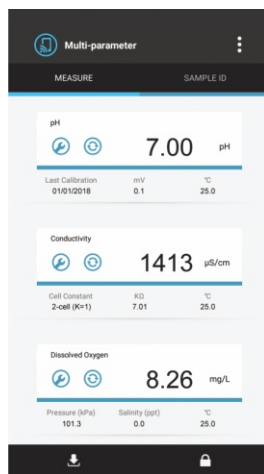 Multi-parameter
MEASURE SAMPLE ID
pH
7.00 pH
Last Calibration mV °C
01/01/2018 0.1 25.0
Conductivity
1413 µS/cm
Cell Constant KΩ °C
2-cell (K=1) 7.01 25.0
Dissolved Oxygen
8.26 mg/L
Pressure (kPa) Salinity (ppt) °C
101.3 0.0 25.0